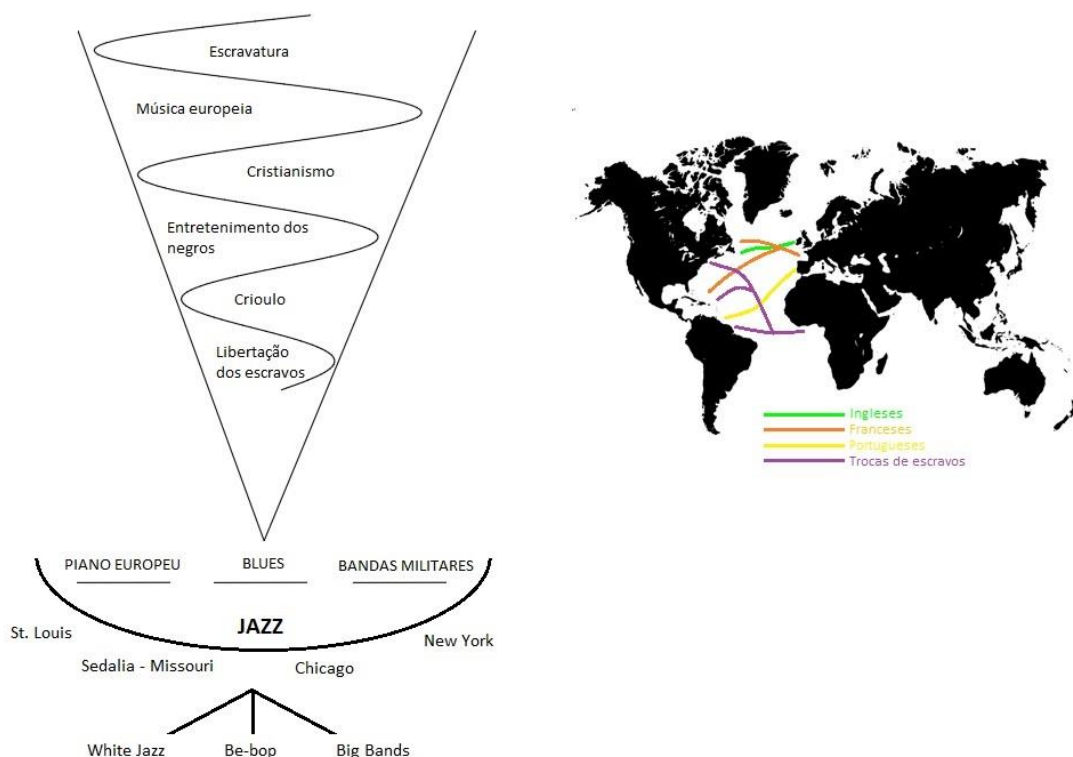 Escravatura
Música europeia
Cristianismo
Entretenimento dos
negros
Crioulo
Libertação
dos escravos
PIANO EUROPEU
BLUES
BANDAS MILITARES
JAZZ
St. Louis
New York
Sedalia - Missouri
Chicago
White Jazz
Be-bop
Big Bands
Ingleses
Franceses
Portugueses
Trocas de escravos